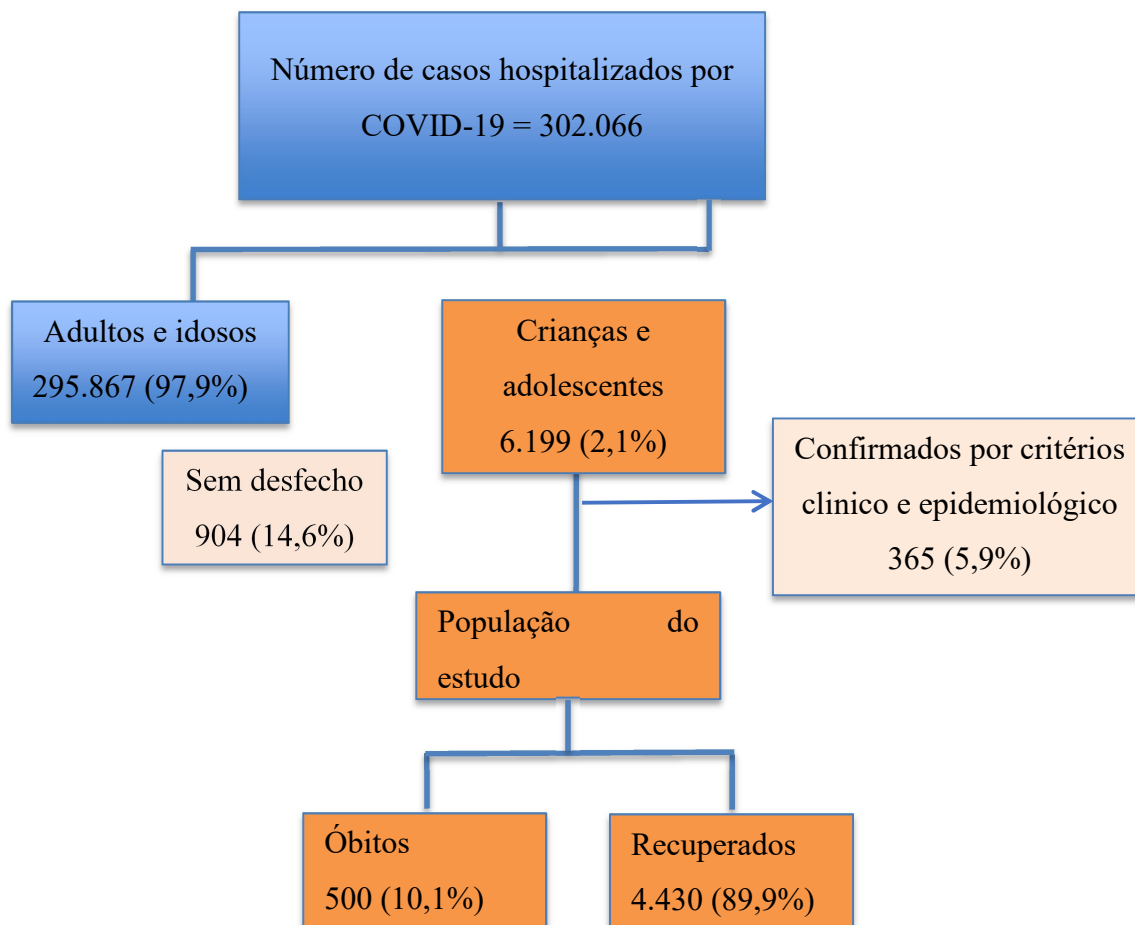 Número de casos hospitalizados por
COVID-19 = 302.066
Adultos e idosos
295.867 (97,9%)
Crianças e
adolescentes
6.199 (2,1%)
Sem desfecho
904 (14,6%)
Confirmados por critérios
clinico e epidemiológico
365 (5,9%)
População do
estudo
Óbitos
500 (10,1%)
Recuperados
4.430 (89,9%)